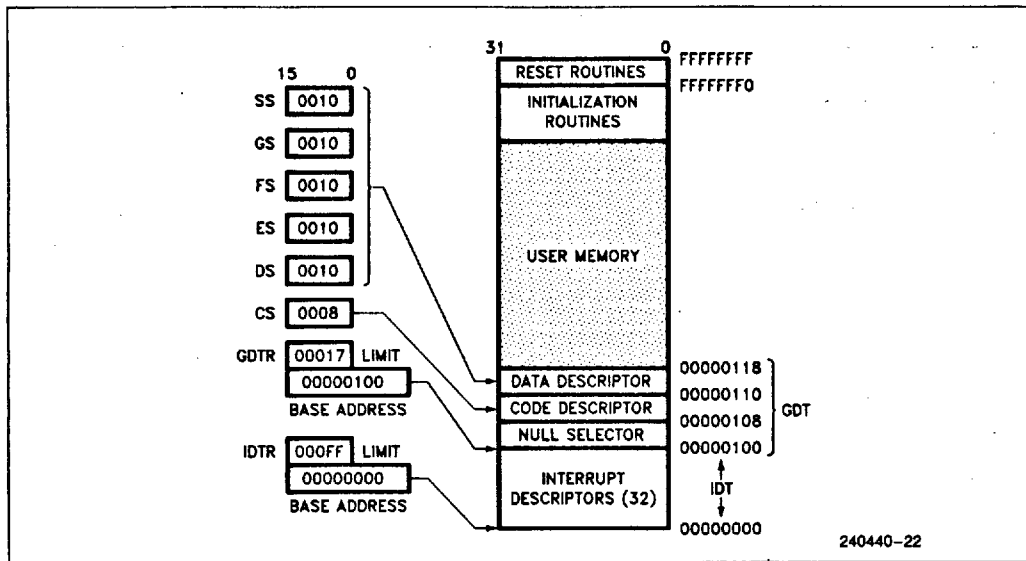 31 0
FFFFFFFF
RESET ROUTINES
FFFFFFF0
INITIALIZATION
ROUTINES
15 0
SS 0010
GS 0010
FS 0010
ES 0010
DS 0010
CS 0008
USER MEMORY
GDTR 00017 LIMIT
00000100
BASE ADDRESS
IDTR 000FF LIMIT
00000000
BASE ADDRESS
00000118
DATA DESCRIPTOR
00000110
CODE DESCRIPTOR
00000108
NULL SELECTOR
00000100
GDT
INTERRUPT
DESCRIPTORS (32)
IDT
00000000
240440-22